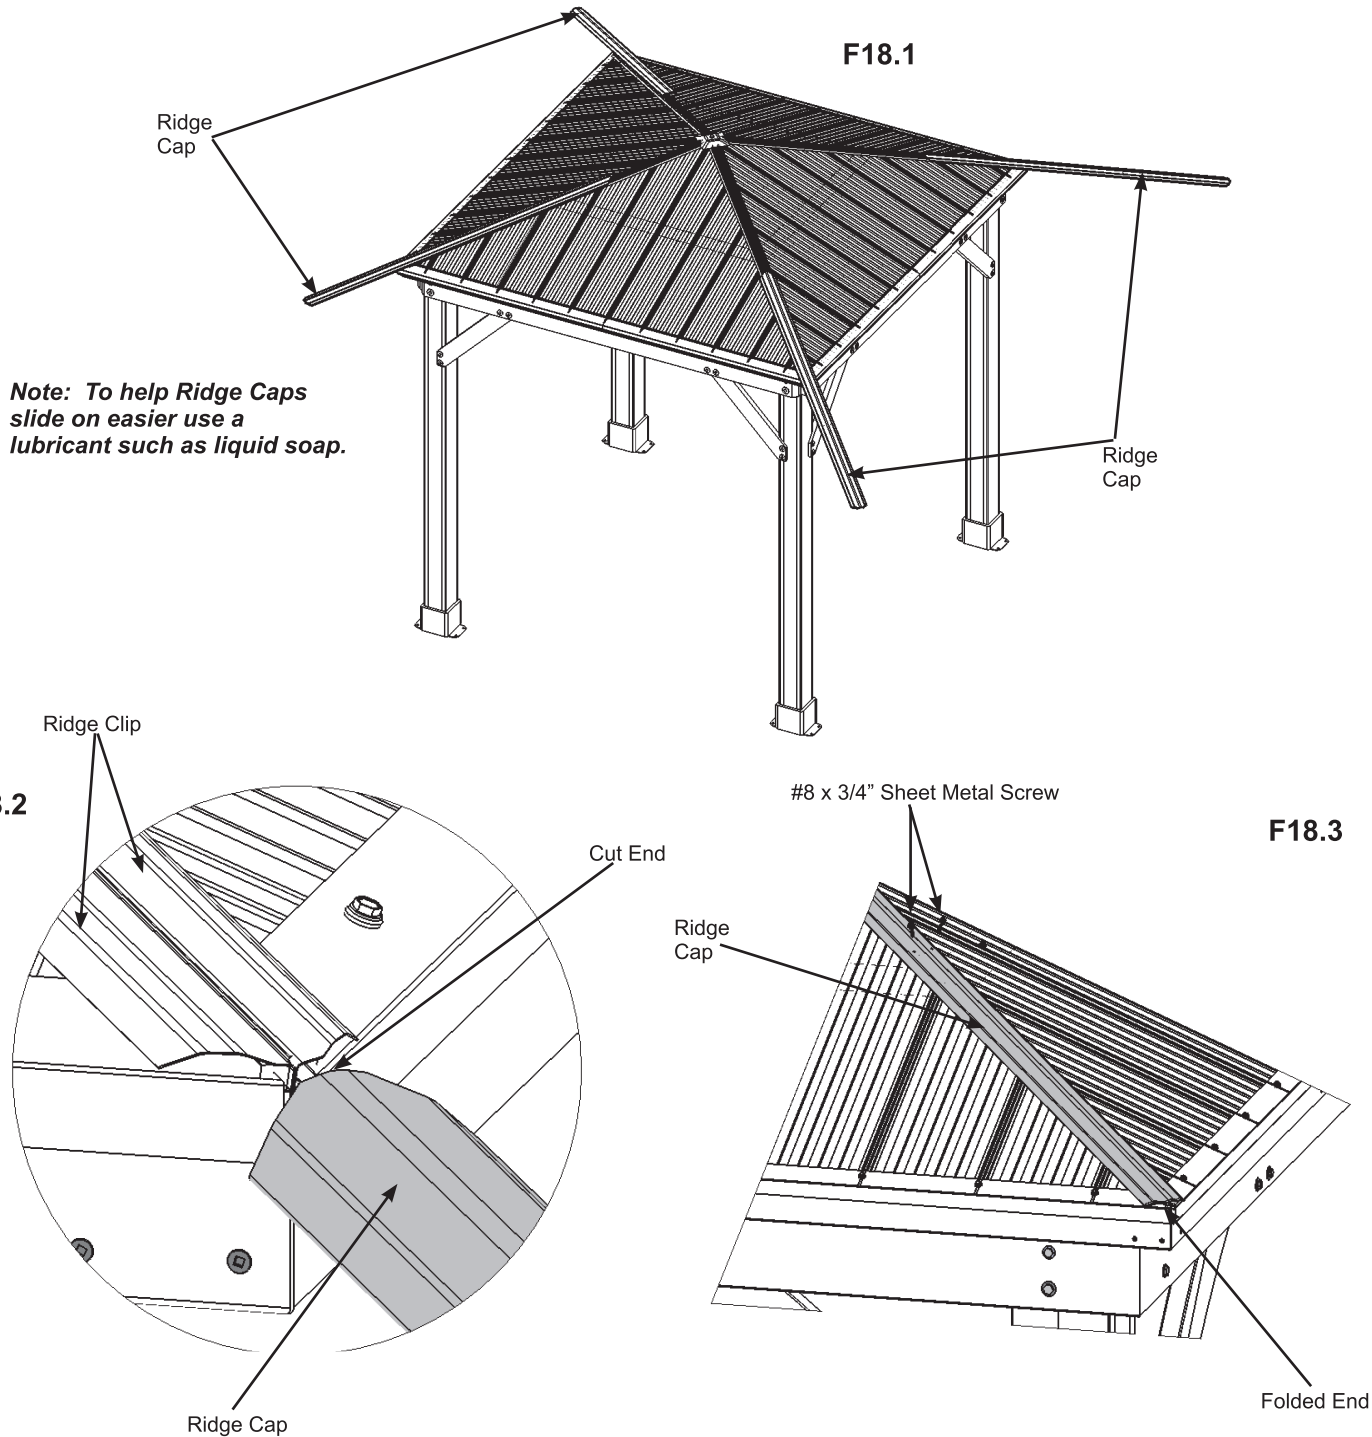 F18.1
Ridge
Cap
Note: To help Ridge Caps
slide on easier use a
lubricant such as liquid soap.
Ridge
Cap
Ridge Clip
3.2
Cut End
Ridge Cap
#8 x 3/4” Sheet Metal Screw
F18.3
Ridge
Cap
Folded End